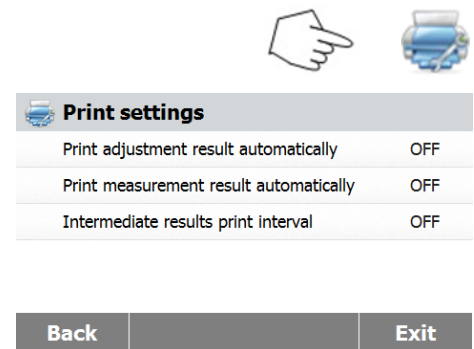 Print settings
Print adjustment result automatically OFF
Print measurement result automatically OFF
Intermediate results print interval OFF
Back Exit